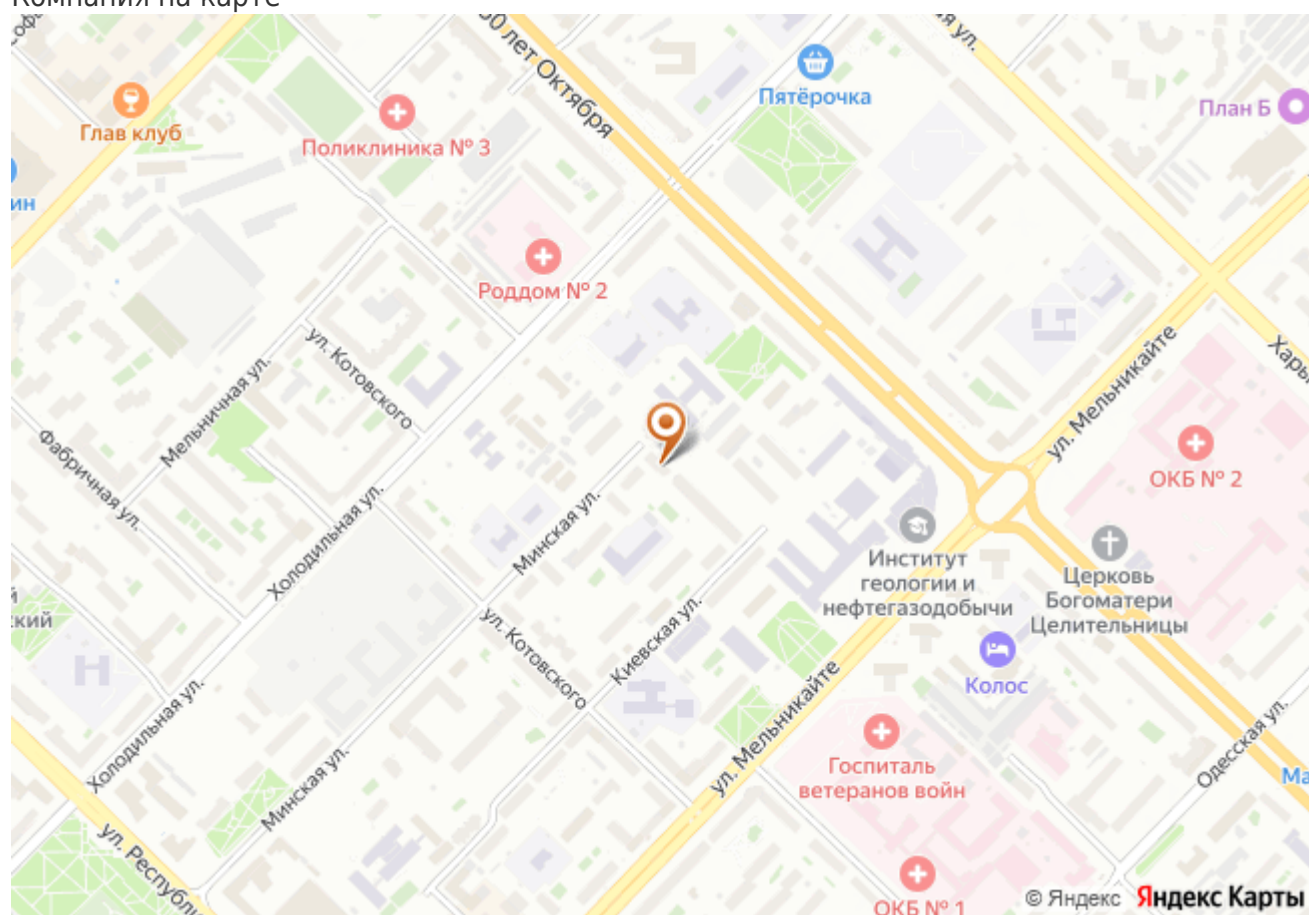 Компания на карте
50 лет Октября
Пятёрочка
План Б
Глав клуб
Поликлиника № 3
ин
Роддом № 2
ул. Котовского
Мельничная ул.
ул. Мельникайте
Харь
Фабричная ул.
ОКБ № 2
Холодильная ул.
Минская ул.
Институт
геологии и
нефтегазодобычи
Церковь
Богоматери
Целительницы
ский
ул. Котовского
Киевская ул.
Колос
Холодильная ул.
ул. Мельникайте
Одесская ул.
Минская ул.
Госпиталь
ветеранов войн
Ма
ул. Республи
ОКБ № 1
© Яндекс Яндекс Карты